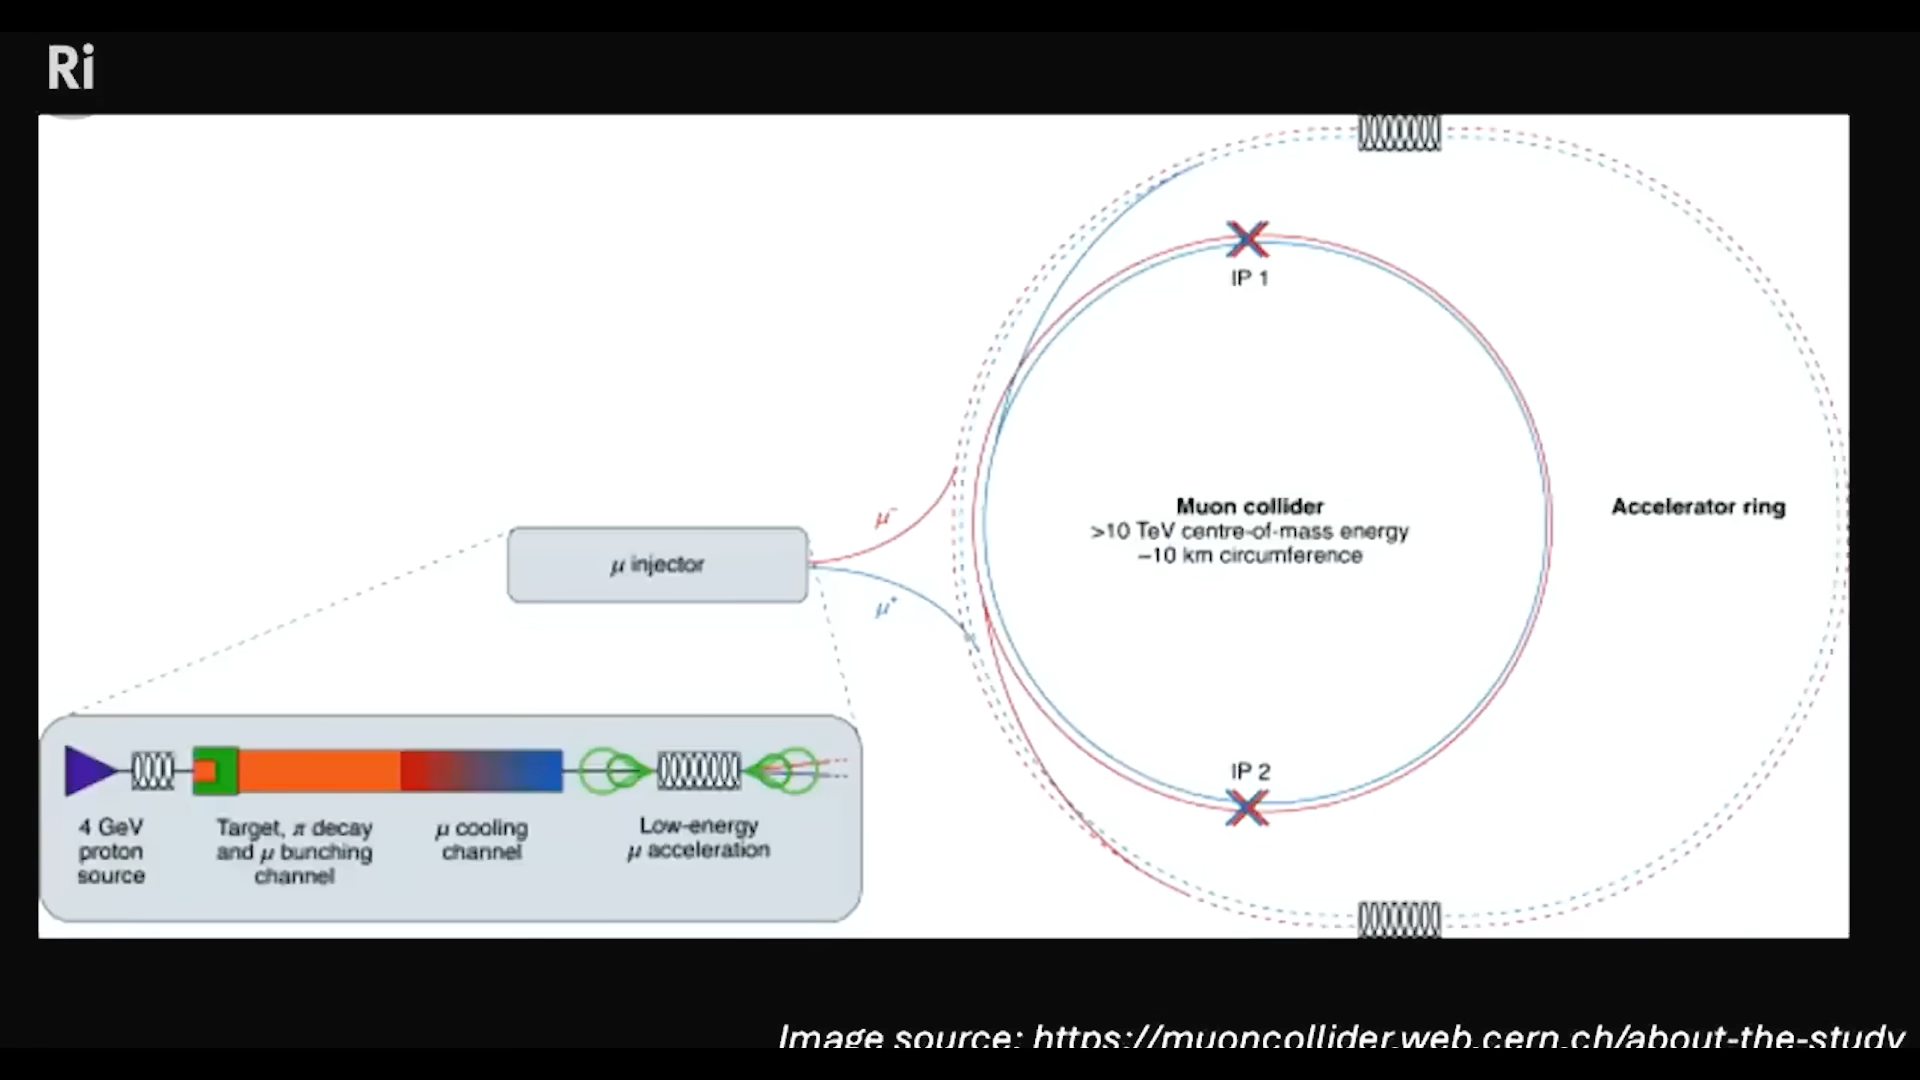 Ri
IP 1
Muon collider
>10 TeV centre-of-mass energy
~10 km circumference
Accelerator ring
μ⁻
μ injector
μ⁺
IP 2
4 GeV
proton
source
Target, π decay
and μ bunching
channel
μ cooling
channel
Low-energy
μ acceleration
Image source: https://muoncollider.web.cern.ch/about-the-study